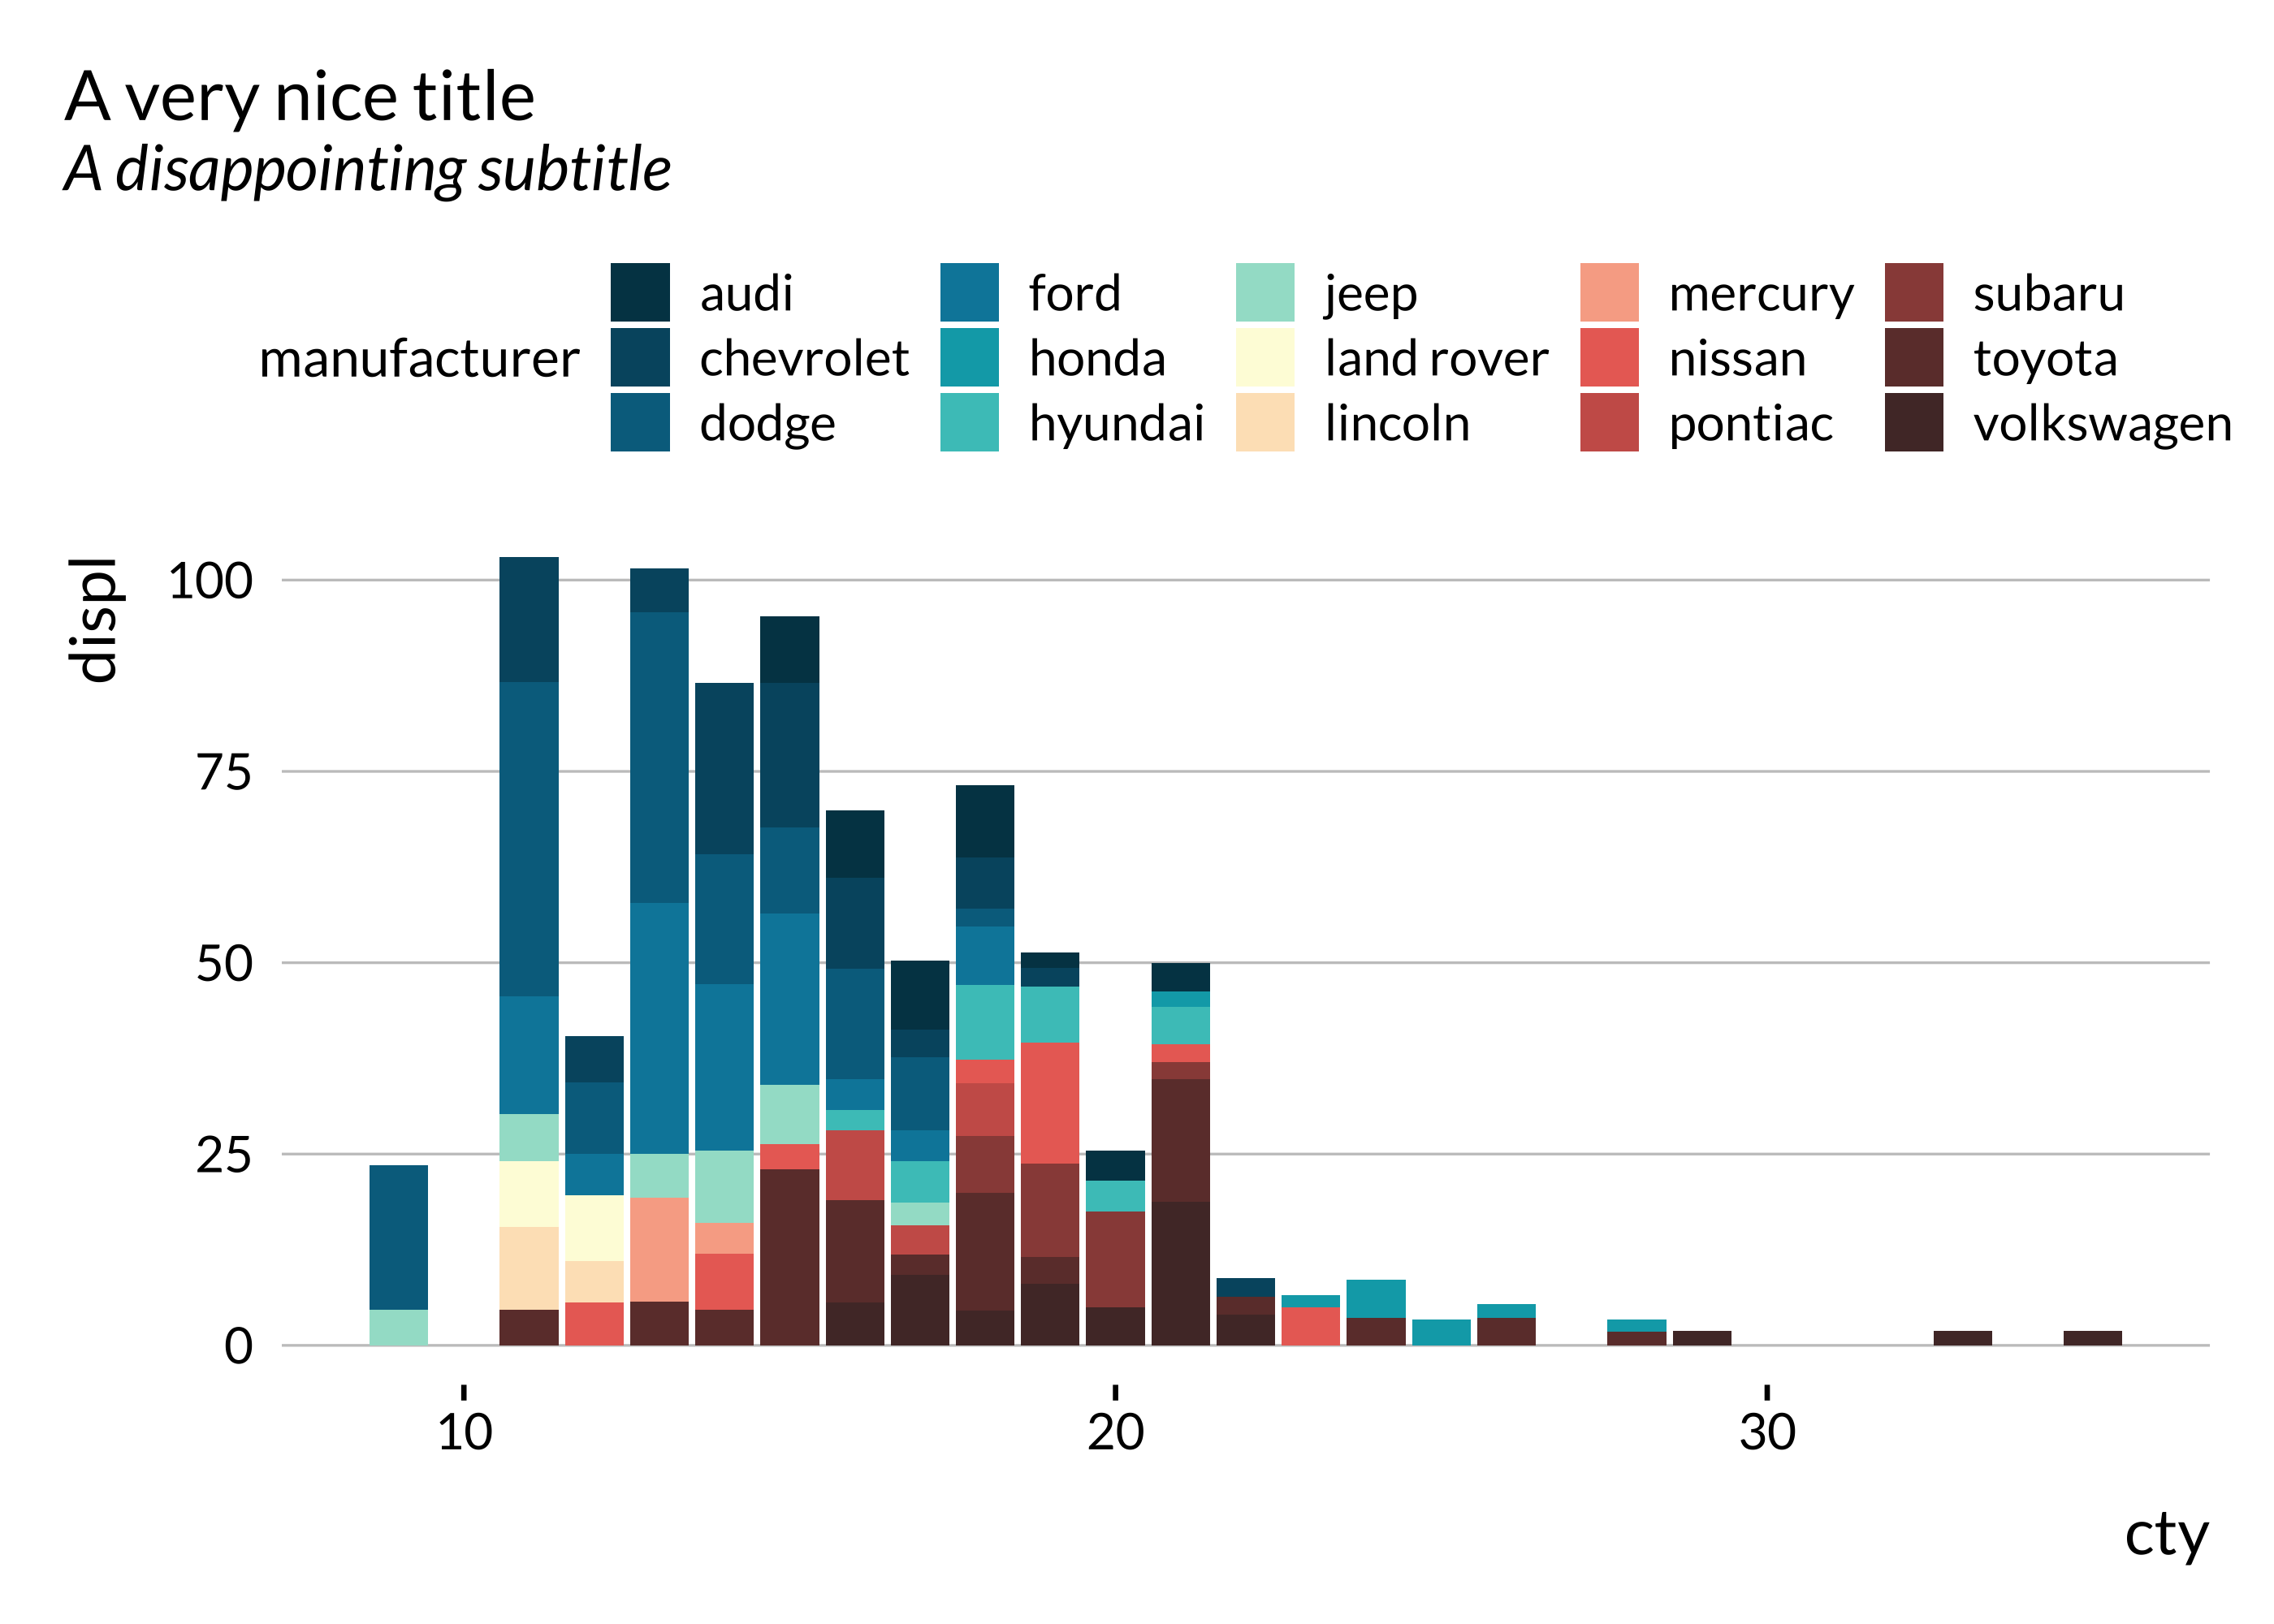 A very nice title
A disappointing subtitle
manufacturer
audi
chevrolet
dodge
ford
honda
hyundai
jeep
land rover
lincoln
mercury
nissan
pontiac
subaru
toyota
volkswagen
displ
100
75
50
25
0
10
20
30
cty